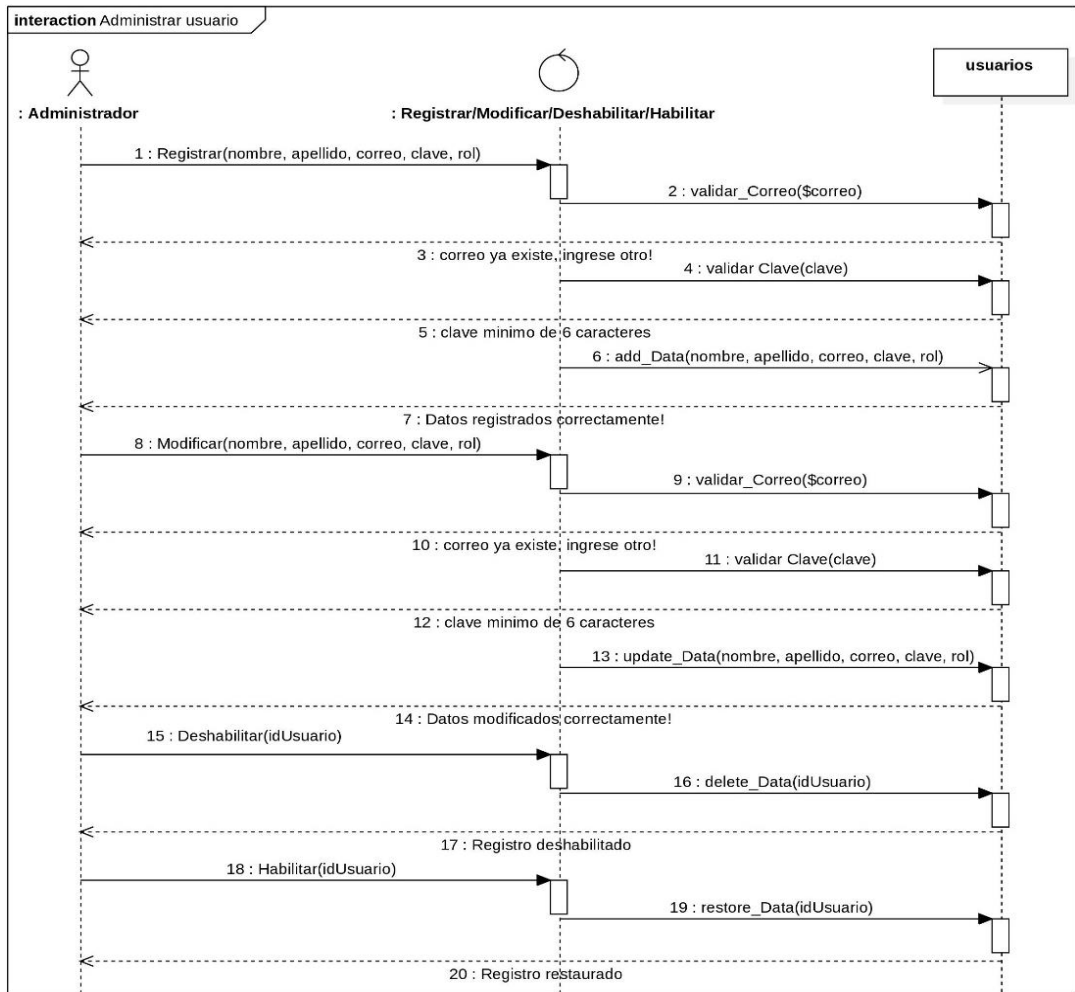 interaction Administrar usuario
usuarios
: Administrador
: Registrar/Modificar/Deshabilitar/Habilitar
1 : Registrar(nombre, apellido, correo, clave, rol)
2 : validar_Correo($correo)
3 : correo ya existe, ingrese otro!
4 : validar Clave(clave)
5 : clave minimo de 6 caracteres
6 : add_Data(nombre, apellido, correo, clave, rol)
7 : Datos registrados correctamente!
8 : Modificar(nombre, apellido, correo, clave, rol)
9 : validar_Correo($correo)
10 : correo ya existe, ingrese otro!
11 : validar Clave(clave)
12 : clave minimo de 6 caracteres
13 : update_Data(nombre, apellido, correo, clave, rol)
14 : Datos modificados correctamente!
15 : Deshabilitar(idUsuario)
16 : delete_Data(idUsuario)
17 : Registro deshabilitado
18 : Habilitar(idUsuario)
19 : restore_Data(idUsuario)
20 : Registro restaurado